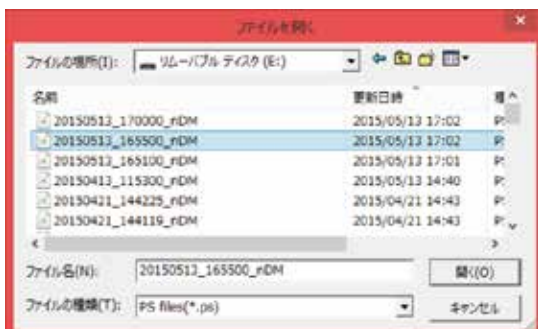 ファイルを開く
ファイルの場所(I): リムーバブル ディスク (E:)
名前 更新日時 種
20150513_170000_nDM 2015/05/13 17:02 P:
20150513_165500_nDM 2015/05/13 17:02 P:
20150513_165100_nDM 2015/05/13 17:01 P:
20150413_115300_nDM 2015/05/13 14:40 P:
20150421_144225_nDM 2015/04/21 14:43 P:
20150421_144119_nDM 2015/04/21 14:43 P:
ファイル名(N): 20150513_165500_nDM 開く(O)
ファイルの種類(T): PS files(*.ps) キャンセル